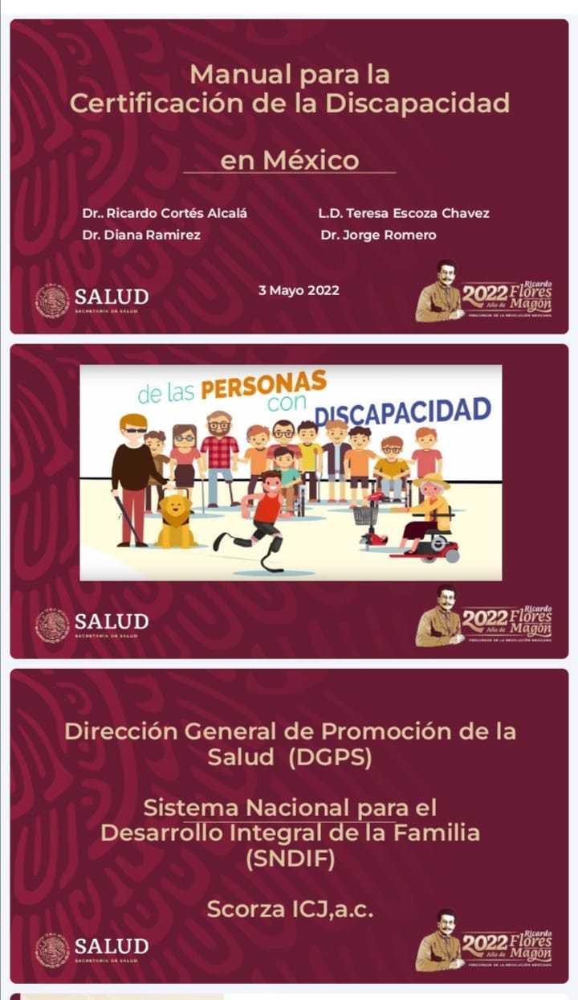 Manual para la
Certificación de la Discapacidad
en México
Dr.. Ricardo Cortés Alcalá
L.D. Teresa Escoza Chavez
Dr. Diana Ramirez
Dr. Jorge Romero
3 Mayo 2022
SALUD
SECRETARÍA DE SALUD
2022 Ricardo
Flores
Año de Magón
PRECURSOR DE LA REVOLUCIÓN MEXICANA
de las PERSONAS
con
DISCAPACIDAD
SALUD
SECRETARÍA DE SALUD
2022 Ricardo
Flores
Año de Magón
PRECURSOR DE LA REVOLUCIÓN MEXICANA
Dirección General de Promoción de la
Salud (DGPS)
Sistema Nacional para el
Desarrollo Integral de la Familia
(SNDIF)
Scorza ICJ,a.c.
SALUD
SECRETARÍA DE SALUD
2022 Ricardo
Flores
Año de Magón
PRECURSOR DE LA REVOLUCIÓN MEXICANA